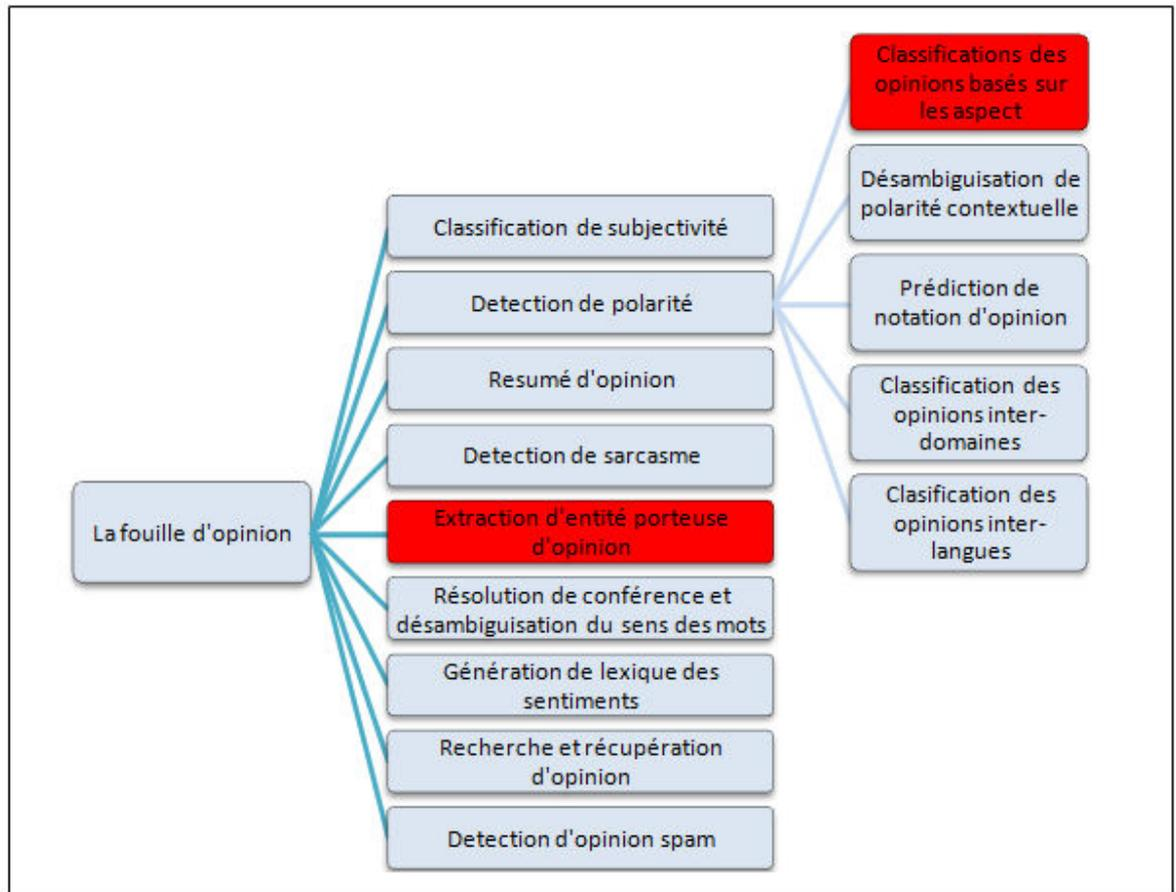 La fouille d'opinion
Classification de subjectivité
Detection de polarité
Resumé d'opinion
Detection de sarcasme
Extraction d'entité porteuse
d'opinion
Résolution de conférence et
désambiguisation du sens des mots
Génération de lexique des
sentiments
Recherche et récupération
d'opinion
Detection d'opinion spam
Classifications des
opinions basés sur
les aspect
Désambiguisation de
polarité contextuelle
Prédiction de
notation d'opinion
Classification des
opinions inter-
domaines
Clasification des
opinions inter-
langues